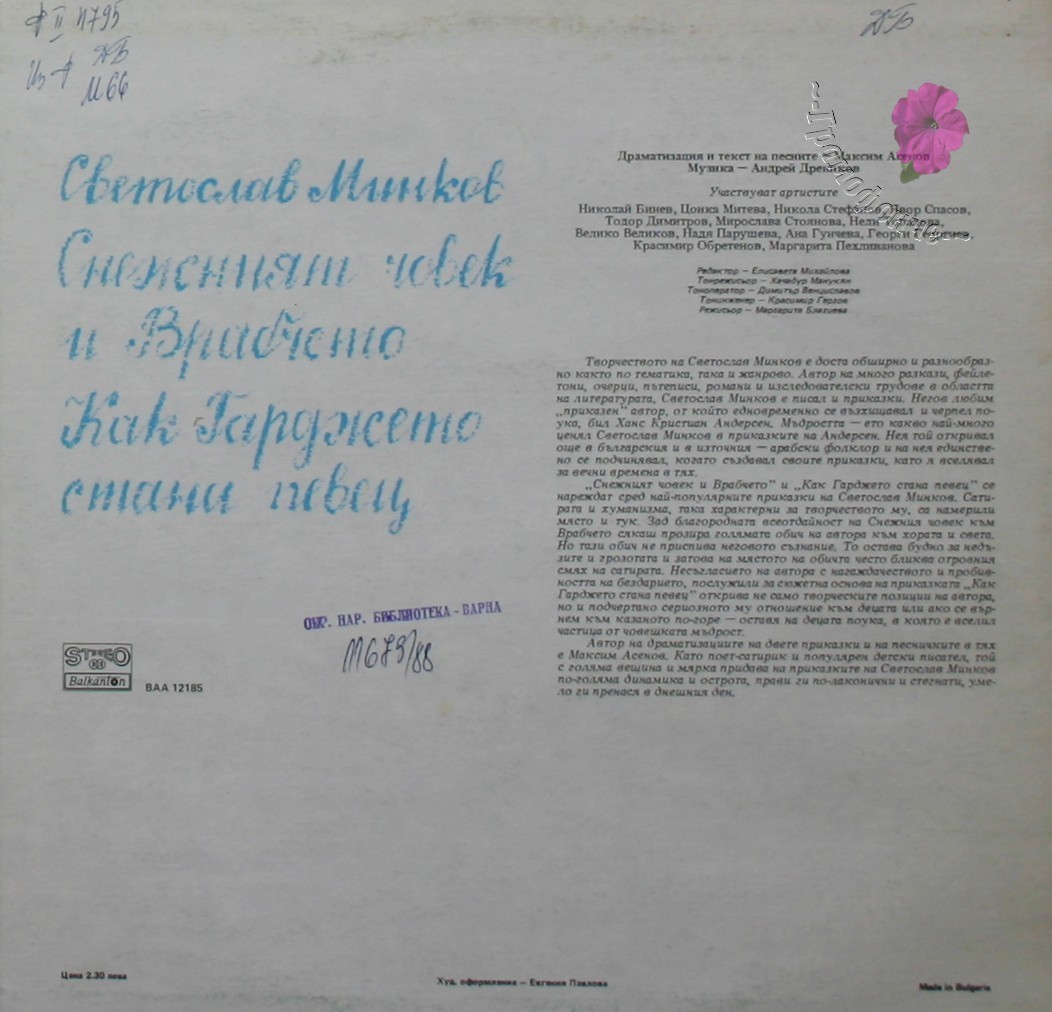 Ф II 4795
ДБ
Из-Ф ДБ
М66
Светослав Минков
Снежният човек
и Врабчето
Как Гарджето
стана певец
~Грамофонче~
Драматизация и текст на песните – Максим Асенов
Музика – Андрей Дреников
Участвуват артистите
Николай Бинев, Цонка Митева, Никола Стефанов, Явор Спасов,
Тодор Димитров, Мирослава Стоянова, Нели
Велико Великов, Надя Парушева, Ана Гунчева, Георги Георгиев,
Красимир Обретенов, Маргарита Пехливанова
Редактор – Елисавета Михайлова
Тонрежисьор – Хачадур Манукян
Тоноператор – Димитър Венциславов
Тонинженер – Красимир Гергов
Режисьор – Маргарита Благиева
Творчеството на Светослав Минков е доста обширно и разнообраз-
но както по тематика, така и жанрово. Автор на много разкази, фейле-
тони, очерци, пътеписи, романи и изследователски трудове в областта
на литературата, Светослав Минков е писал и приказки. Негов любим
„приказен" автор, от който едновременно се възхищавал и черпел по-
ука, бил Ханс Кристиан Андерсен. Мъдростта – ето какво най-много
ценял Светослав Минков в приказките на Андерсен. Нея той откривал
още в българския и в източния – арабски фолклор и на нея единстве-
но се подчинявал, когато създавал своите приказки, като я вселявал
за вечни времена в тях.
„Снежният човек и Врабчето" и „Как Гарджето стана певец" се
нареждат сред най-популярните приказки на Светослав Минков. Сати-
рата и хуманизма, така характерни за творчеството му, са намерили
място и тук. Зад благородната всеотдайност на Снежния човек към
Врабчето сякаш прозира голямата обич на автора към хората и света.
Но тази обич не приспива неговото съзнание. То остава будно за недъ-
зите и грозотата и затова на мястото на обичта често бликва отровния
смях на сатирата. Несъгласието на автора с нагаждачеството и пробив-
ността на бездарието, послужили за сюжетна основа на приказката „Как
Гарджето стана певец" открива не само творческите позиции на автора,
но и подчертано сериозното му отношение към децата или ако се вър-
нем към казаното по-горе – оставя на децата поука, в която е вселил
частица от човешката мъдрост.
Автор на драматизациите на двете приказки и на песничките в тях
е Максим Асенов. Като поет-сатирик и популярен детски писател, той
с голяма вещина и мярка придава на приказките на Светослав Минков
по-голяма динамика и острота, прави ги по-лаконични и стегнати, уме-
ло ги пренася в днешния ден.
ОКР. НАР. БИБЛИОТЕКА - ВАРНА
М679/88
STEREO
33
Balkanton
ВАА 12185
Цена 2.30 лева
Худ. оформление – Евгения Павлова
Made in Bulgaria